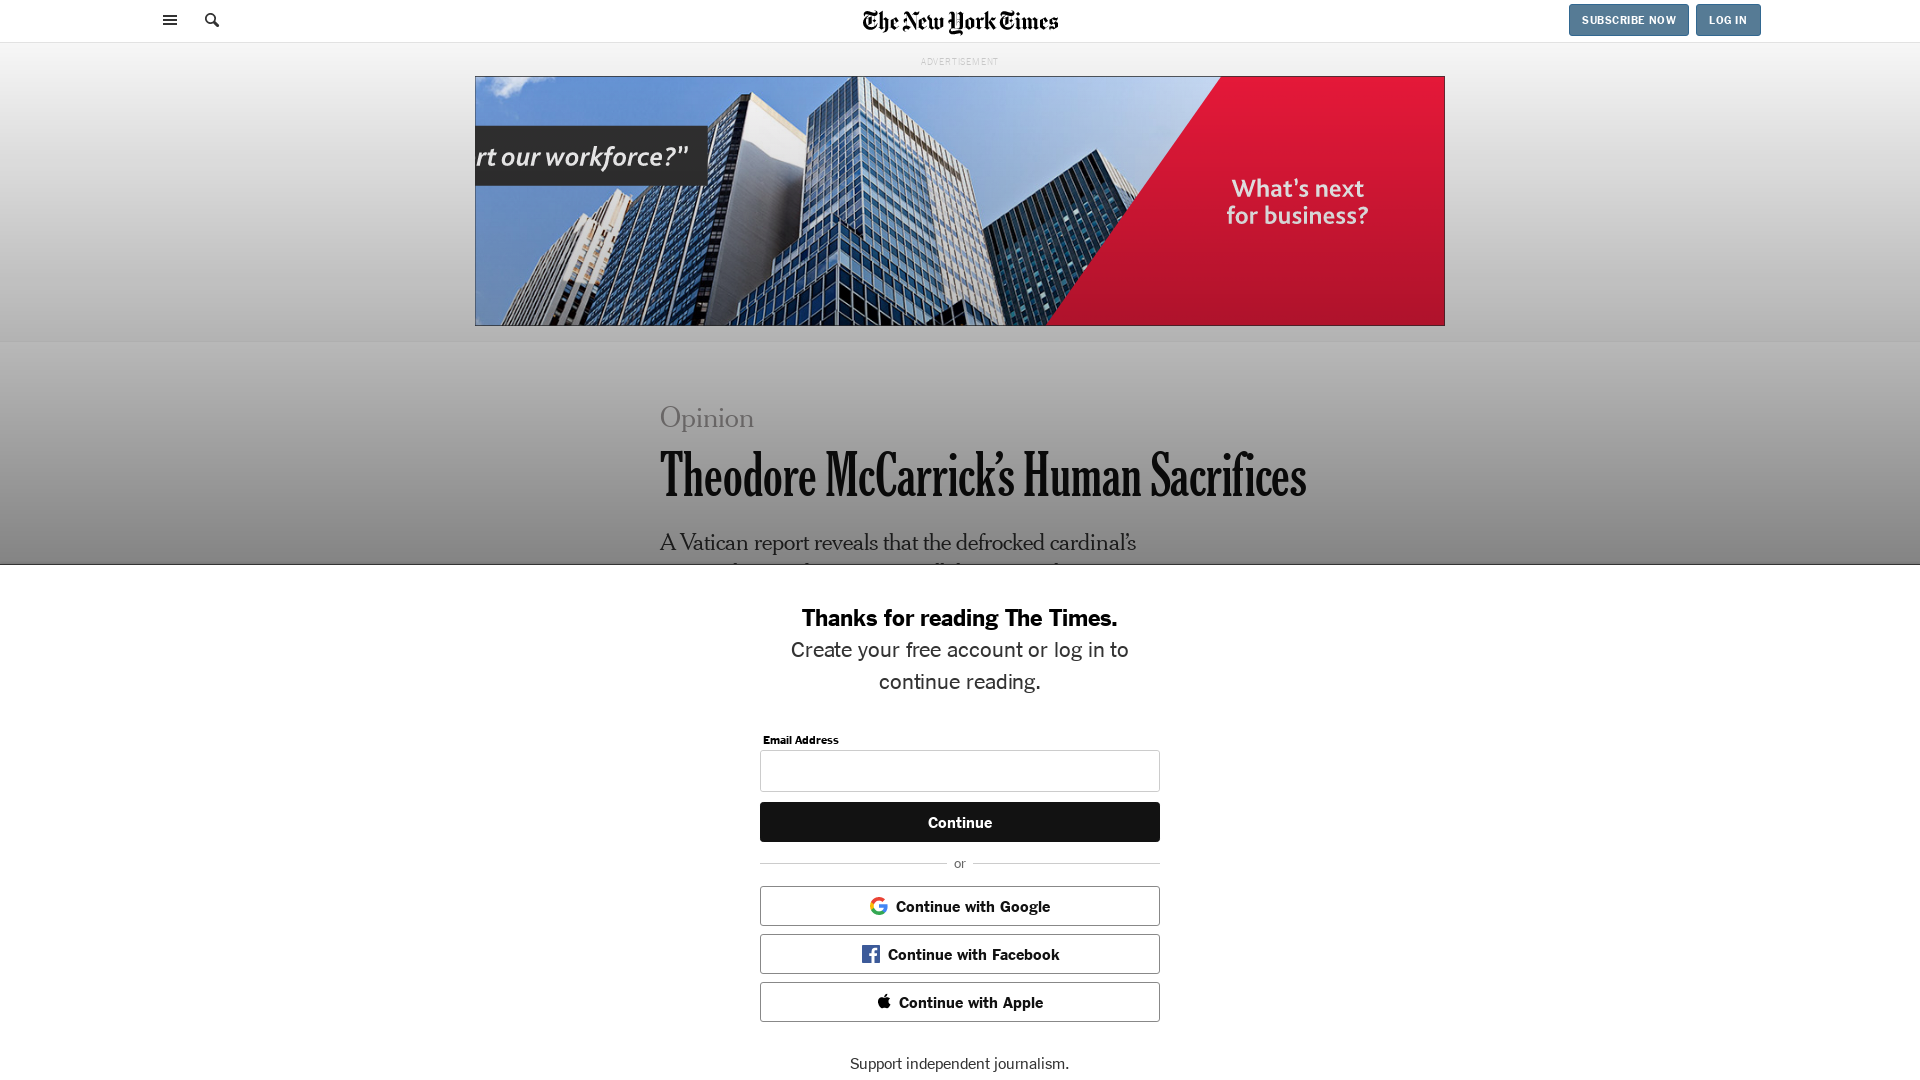 The New York Times
SUBSCRIBE NOW
LOG IN
ADVERTISEMENT
rt our workforce?”
What’s next
for business?
Opinion
Theodore McCarrick’s Human Sacrifices
A Vatican report reveals that the defrocked cardinal’s
Thanks for reading The Times.
Create your free account or log in to
continue reading.
Email Address
Continue
or
Continue with Google
Continue with Facebook
Continue with Apple
Support independent journalism.